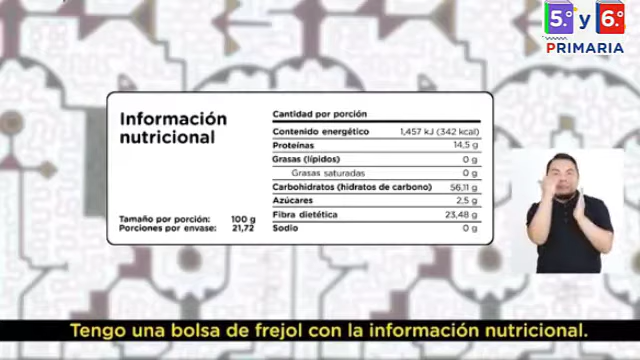 5.° y 6.°
PRIMARIA
Información
nutricional
Tamaño por porción: 100 g
Porciones por envase: 21,72
Cantidad por porción
Contenido energético 1,457 kJ (342 kcal)
Proteínas 14,5 g
Grasas (lípidos) 0 g
Grasas saturadas 0 g
Carbohidratos (hidratos de carbono) 56,11 g
Azúcares 2,5 g
Fibra dietética 23,48 g
Sodio 0 g
Tengo una bolsa de frejol con la información nutricional.